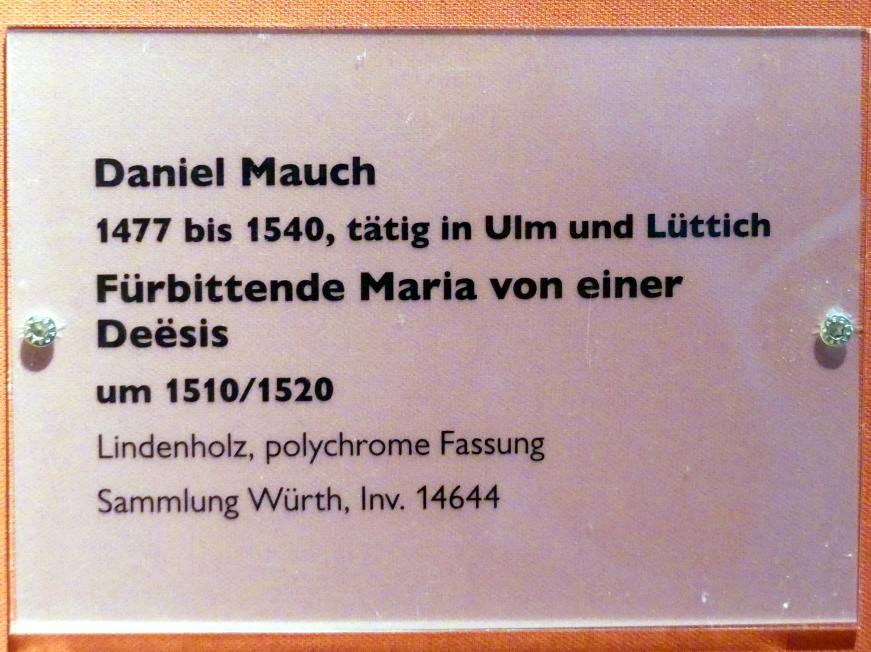 Daniel Mauch
1477 bis 1540, tätig in Ulm und Lüttich
Fürbittende Maria von einer
Deësis
um 1510/1520
Lindenholz, polychrome Fassung
Sammlung Würth, Inv. 14644